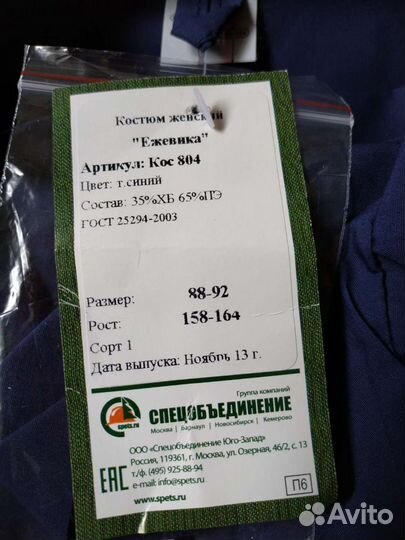 Костюм женский
"Ежевика"
Артикул: Кос 804
Цвет: т.синий
Состав: 35%ХБ 65%ПЭ
ГОСТ 25294-2003
Размер: 88-92
Рост: 158-164
Сорт 1
Дата выпуска: Ноябрь 13 г.
Группа компаний
СПЕЦОБЪЕДИНЕНИЕ
spets.ru
Москва | Барнаул | Новосибирск | Кемерово
ООО «Спецобъединение Юго-Запад»
Россия, 119361, г. Москва, ул. Озерная, 46/2, с. 13
т./ф. (495) 925-88-94
e-mail: info@spets.ru
www.spets.ru
EAC
П6
Avito